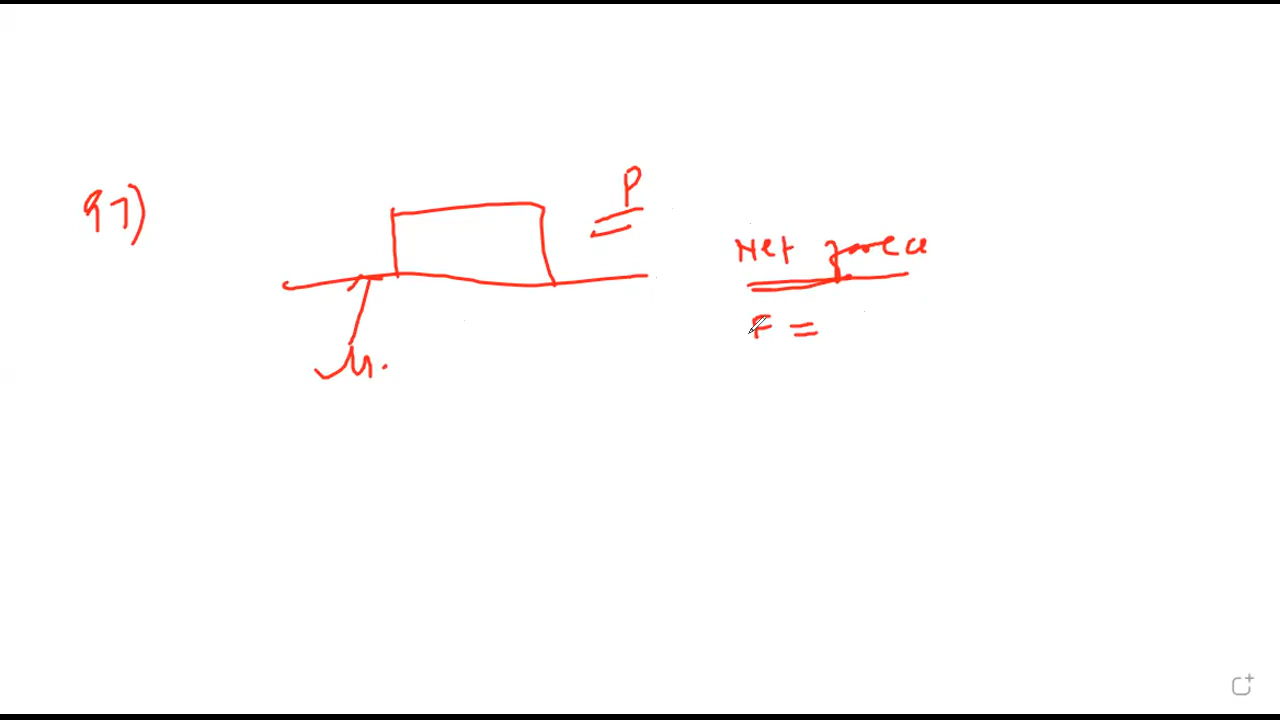 97)
P
Net force
F =
μ.